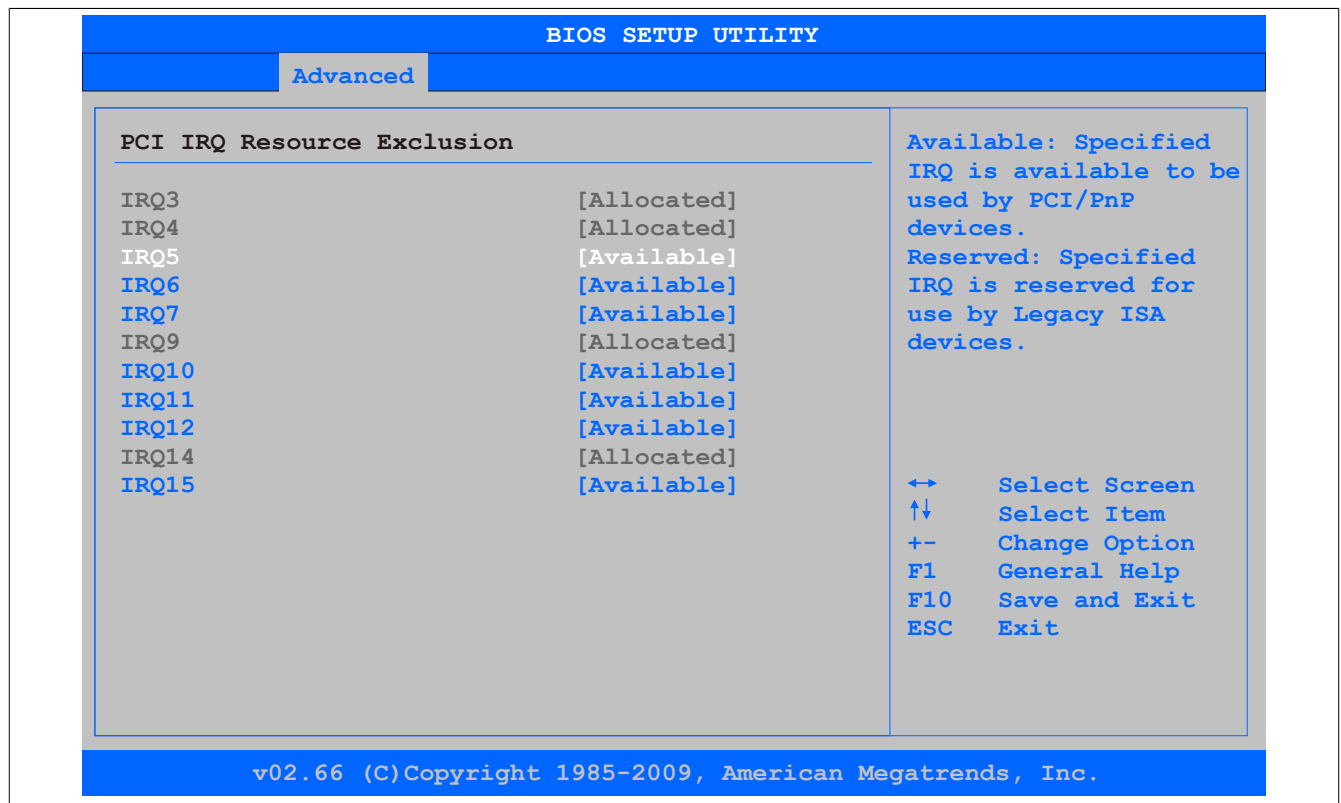 BIOS SETUP UTILITY
Advanced
PCI IRQ Resource Exclusion
IRQ3 [Allocated]
IRQ4 [Allocated]
IRQ5 [Available]
IRQ6 [Available]
IRQ7 [Available]
IRQ9 [Allocated]
IRQ10 [Available]
IRQ11 [Available]
IRQ12 [Available]
IRQ14 [Allocated]
IRQ15 [Available]
Available: Specified
IRQ is available to be
used by PCI/PnP
devices.
Reserved: Specified
IRQ is reserved for
use by Legacy ISA
devices.
↔ Select Screen
↑↓ Select Item
+- Change Option
F1 General Help
F10 Save and Exit
ESC Exit
v02.66 (C)Copyright 1985-2009, American Megatrends, Inc.